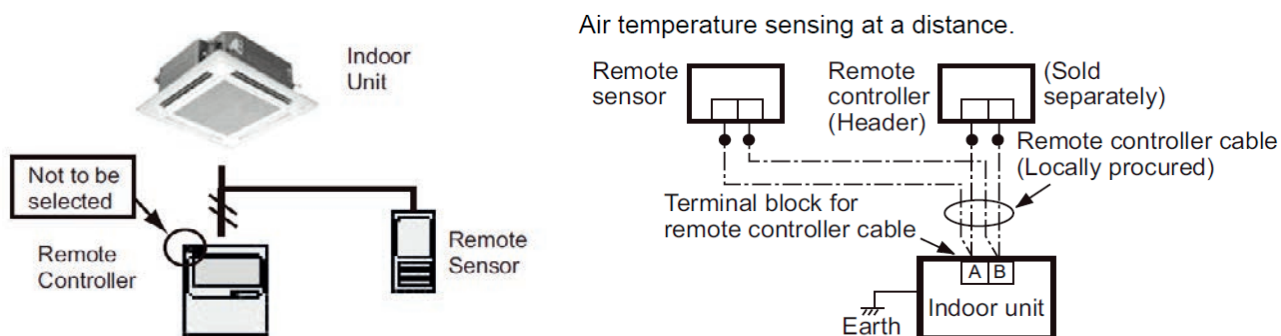 Indoor
Unit
Not to be
selected
Remote
Controller
Remote
Sensor
Air temperature sensing at a distance.
Remote
sensor
Remote
controller
(Header)
(Sold
separately)
Remote controller cable
(Locally procured)
Terminal block for
remote controller cable
A B
Indoor unit
Earth